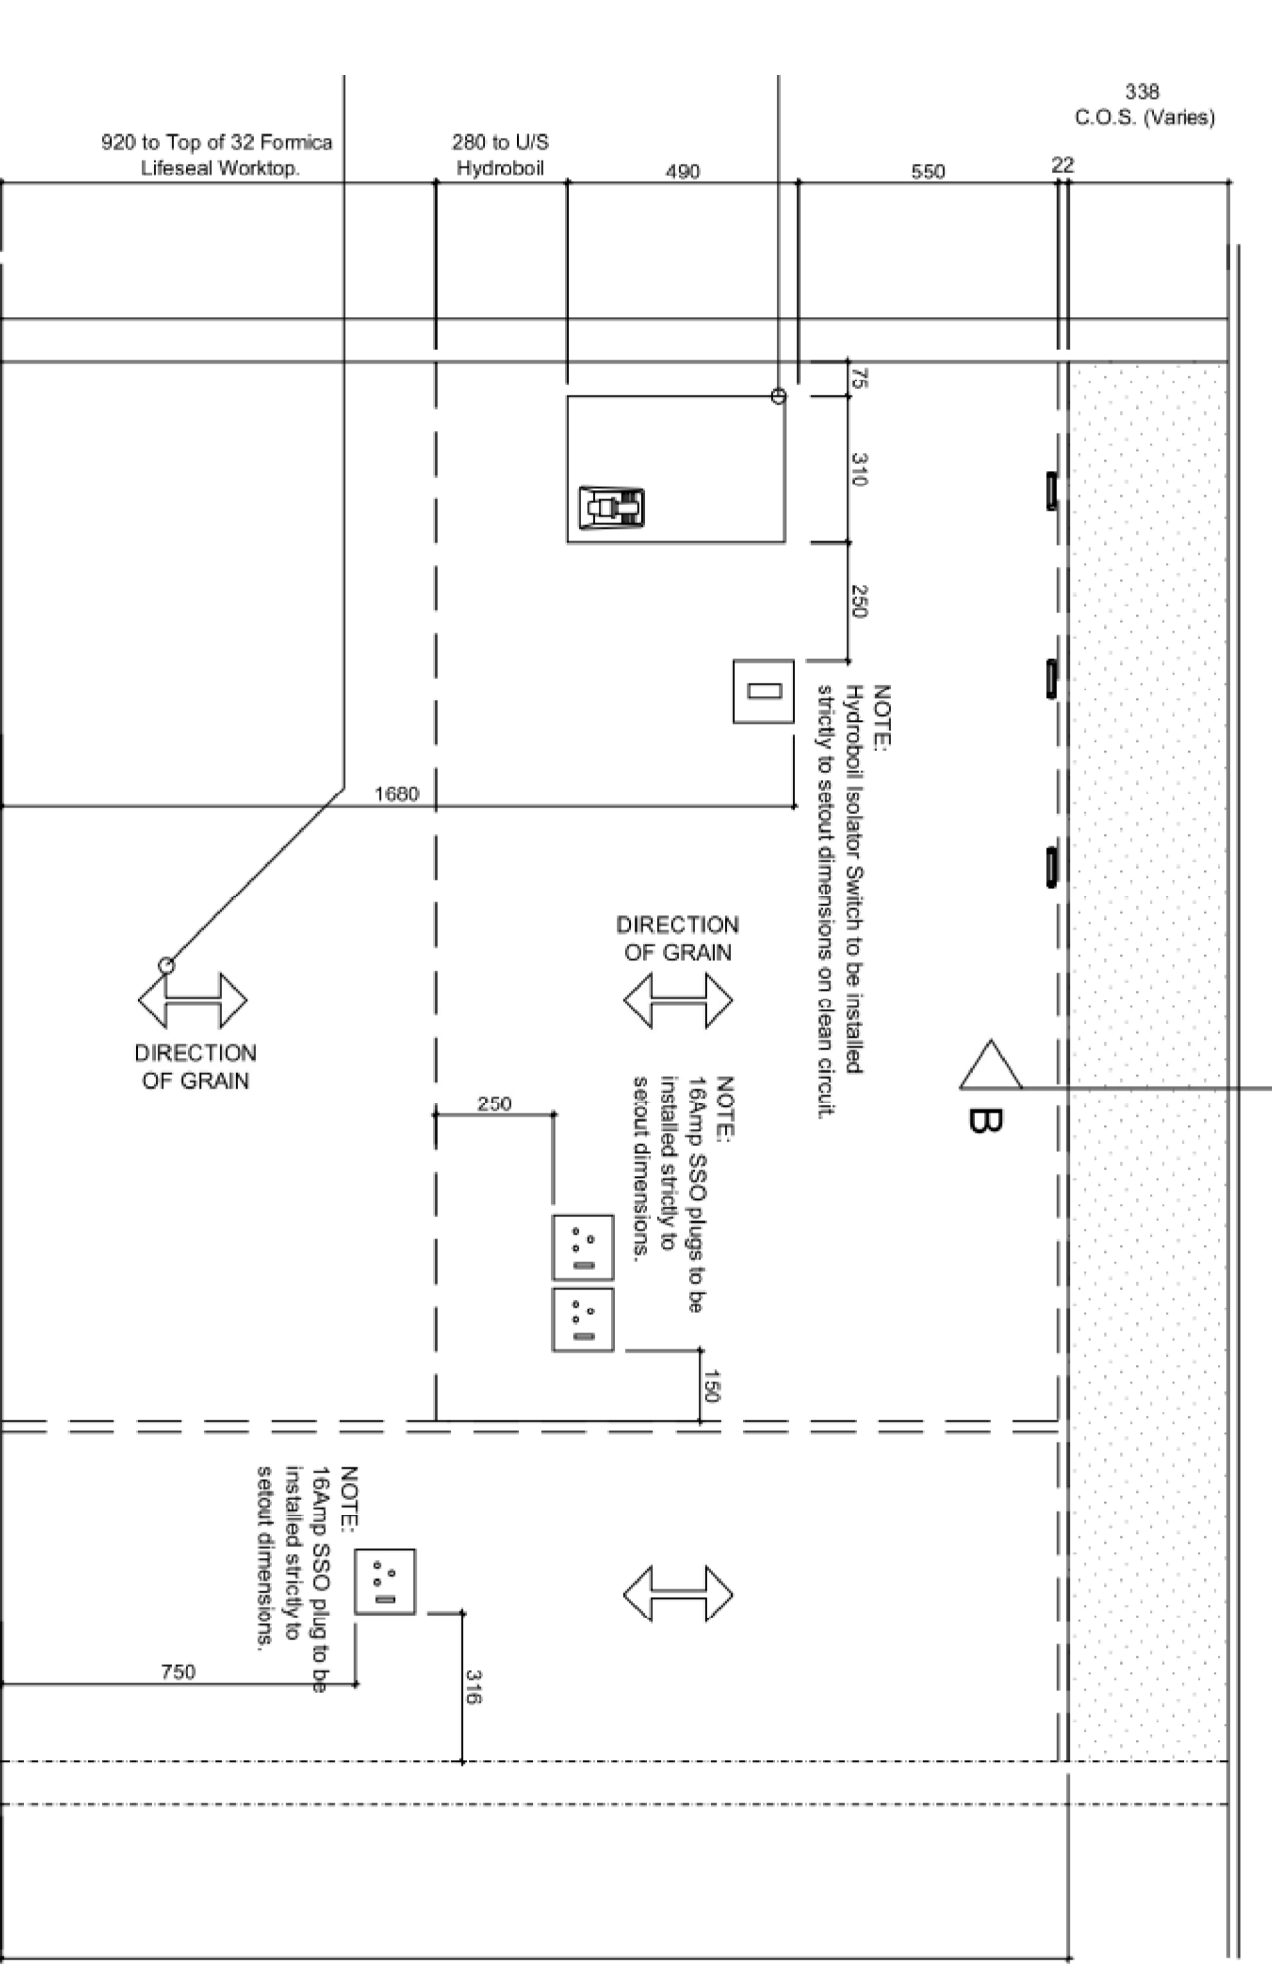 338
C.O.S. (Varies)
920 to Top of 32 Formica
Lifeseal Worktop.
280 to U/S
Hydroboil
490
550
22
75
310
250
NOTE:
Hydroboil Isolator Switch to be installed
strictly to setout dimensions on clean circuit.
1680
DIRECTION
OF GRAIN
DIRECTION
OF GRAIN
B
250
NOTE:
16Amp SSO plugs to be
installed strictly to
setout dimensions.
150
NOTE:
16Amp SSO plug to be
installed strictly to
setout dimensions.
750
316